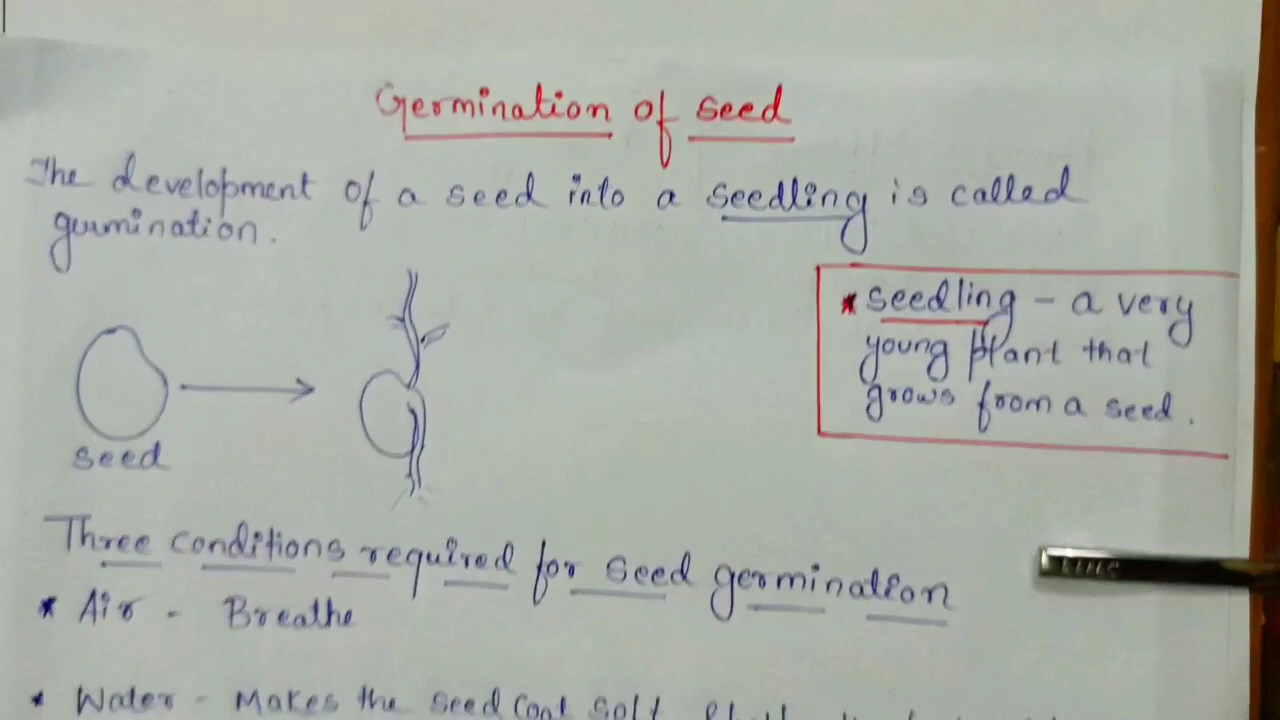 Germination of seed
The development of a seed into a seedling is called
germination.
* seedling - a very
young plant that
grows from a seed.
seed
Three conditions required for seed germination
* Air - Breathe
* Water - Makes the seed coat soft